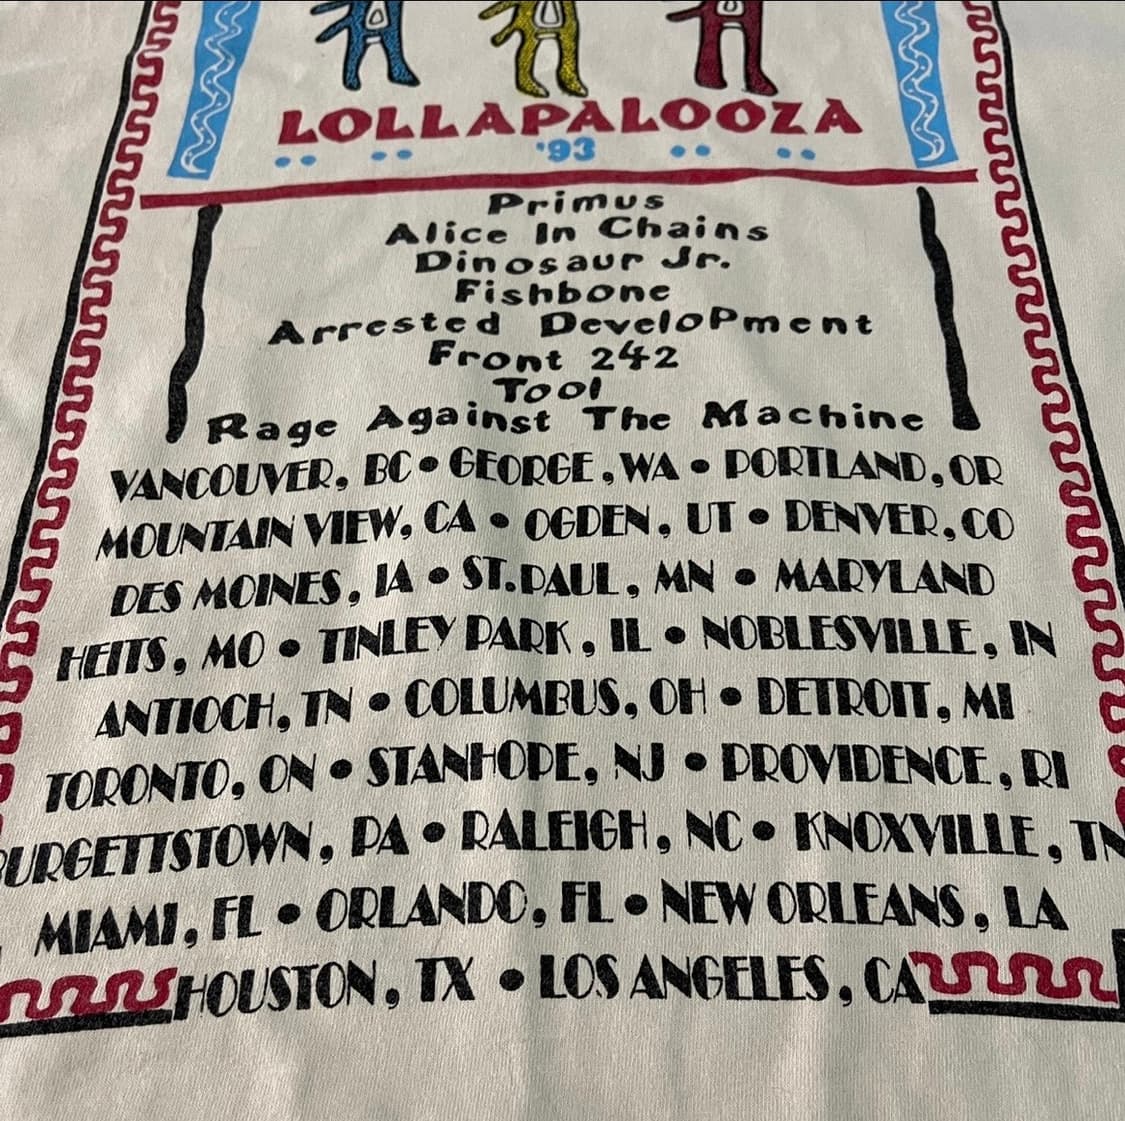 LOLLAPALOOZA
'93
Primus
Alice In Chains
Dinosaur Jr.
Fishbone
Arrested DeveloPment
Front 242
Tool
Rage Against The Machine
VANCOUVER, BC • GEORGE, WA • PORTLAND, OR
MOUNTAIN VIEW, CA • OGDEN, UT • DENVER, CO
DES MOINES, IA • ST. PAUL, MN • MARYLAND
HEITS, MO • TINLEY PARK, IL • NOBLESVILLE, IN
ANTIOCH, TN • COLUMBUS, OH • DETROIT, MI
TORONTO, ON • STANHOPE, NJ • PROVIDENCE, RI
BURGETTSTOWN, PA • RALEIGH, NC • KNOXVILLE, TN
MIAMI, FL • ORLANDO, FL • NEW ORLEANS, LA
HOUSTON, TX • LOS ANGELES, CA